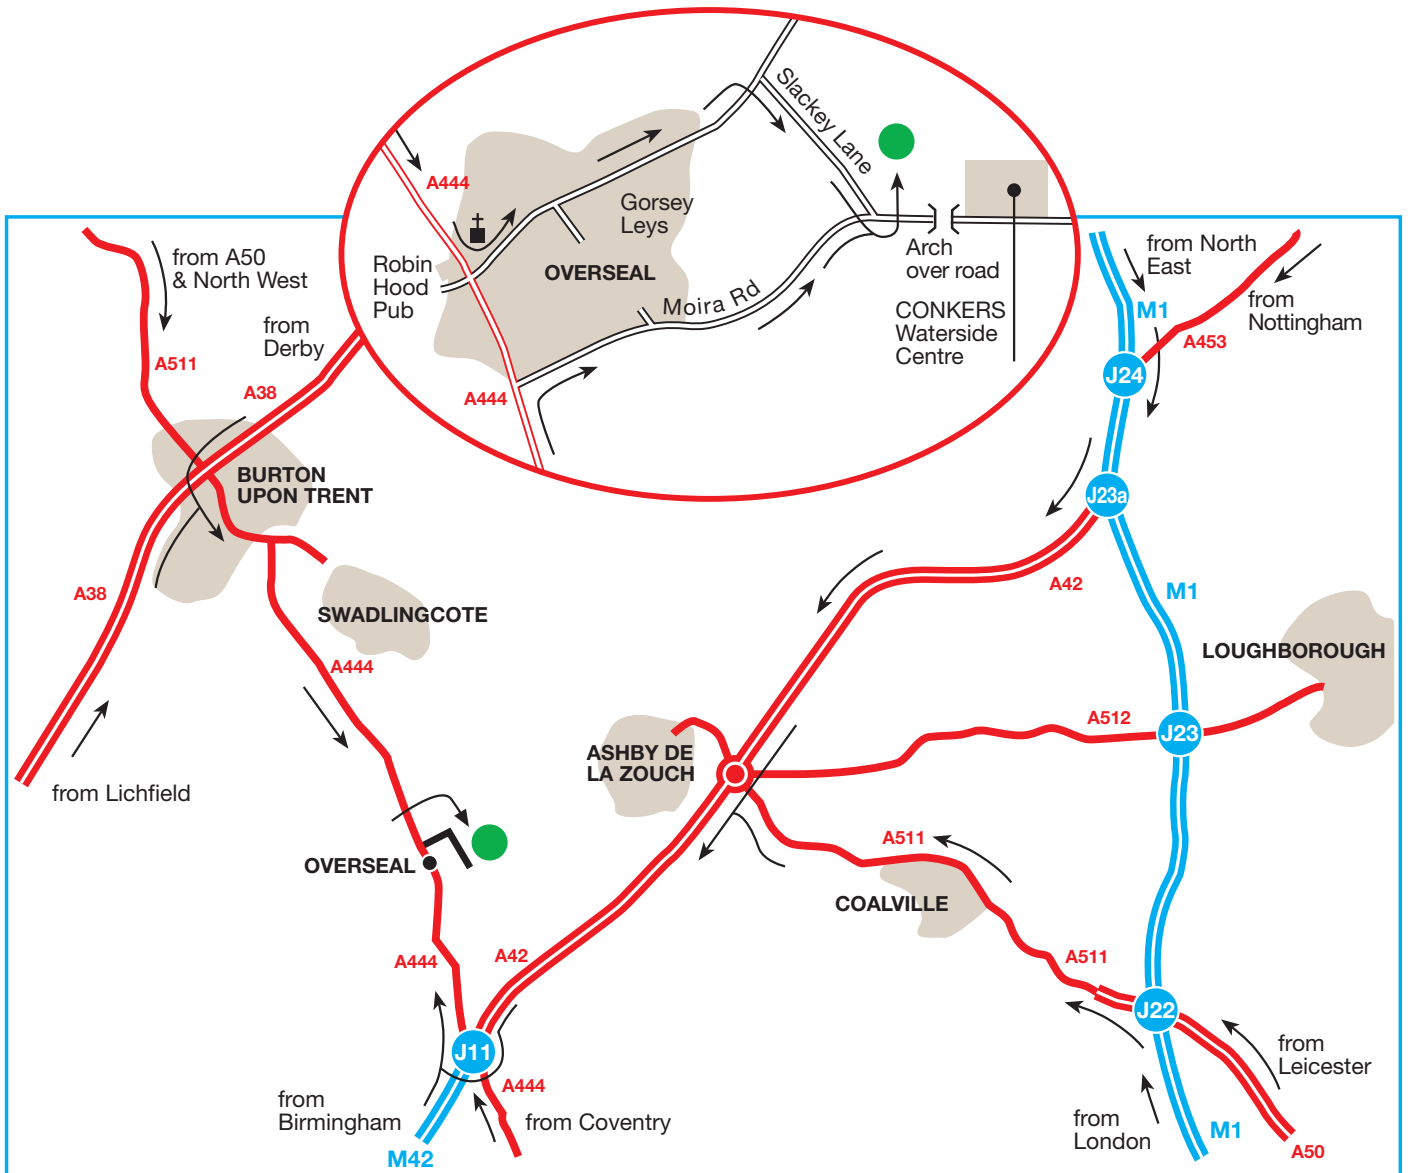 Slackey Lane
A444
Gorsey
Leys
OVERSEAL
Robin
Hood
Pub
Moira Rd
Arch
over road
CONKERS
Waterside
Centre
A444
from A50
& North West
from
Derby
A511
A38
BURTON
UPON TRENT
A38
SWADLINGCOTE
A444
from Lichfield
OVERSEAL
A444
A42
J11
A444
from
Birmingham
from Coventry
M42
from North
East
M1
from
Nottingham
A453
J24
J23a
A42
M1
LOUGHBOROUGH
A512
J23
ASHBY DE
LA ZOUCH
A511
COALVILLE
A511
J22
from
Leicester
from
London
M1
A50